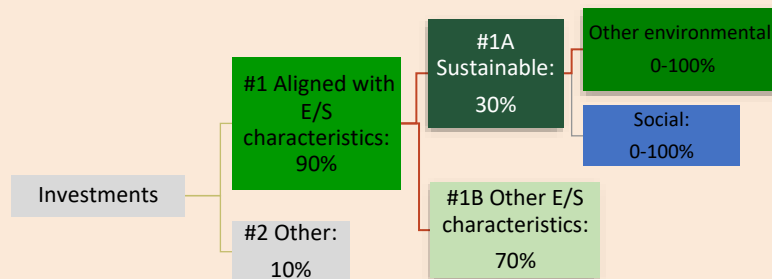 Investments
#1 Aligned with
E/S
characteristics:
90%
#2 Other:
10%
#1A
Sustainable:
30%
#1B Other E/S
characteristics:
70%
Other environmental
0-100%
Social:
0-100%